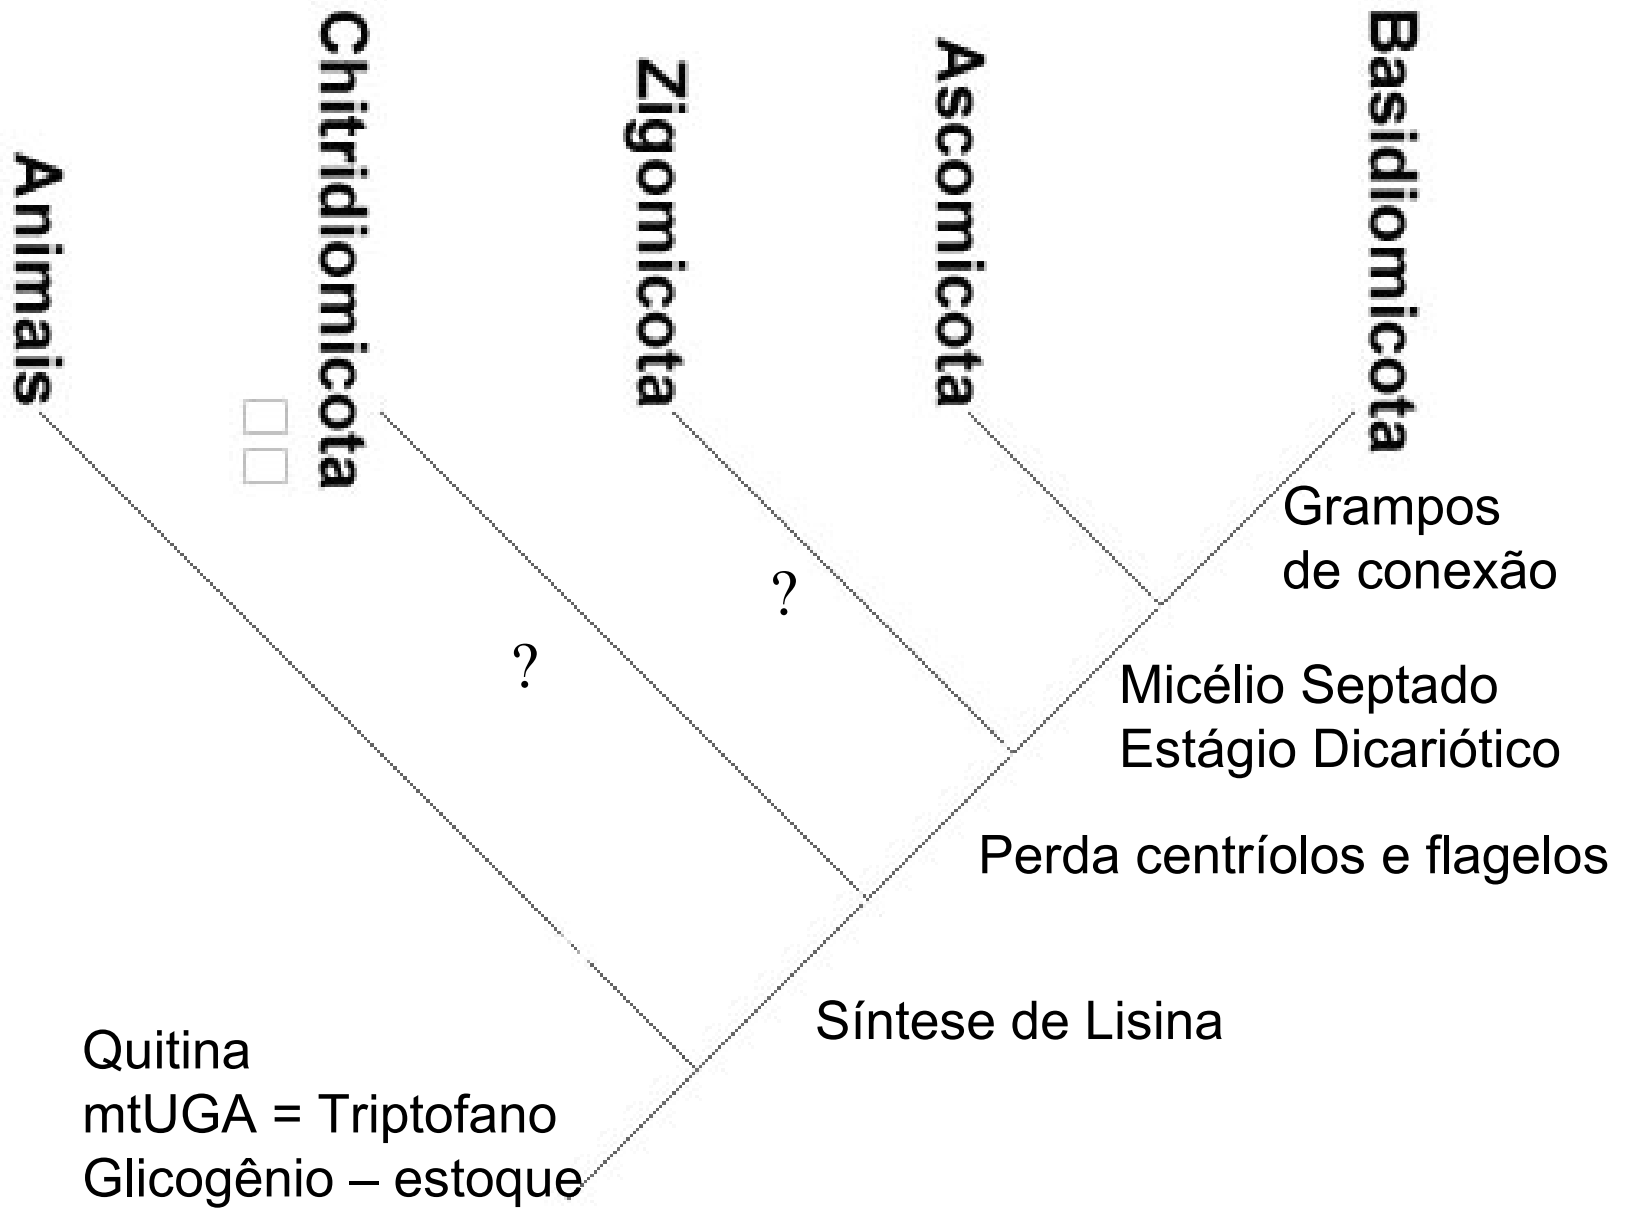 Animais
Chitridiomicota
Zigomicota
Ascomicota
Basidiomicota
Grampos
de conexão
?
?
Micélio Septado
Estágio Dicariótico
Perda centríolos e flagelos
Síntese de Lisina
Quitina
mtUGA = Triptofano
Glicogênio – estoque